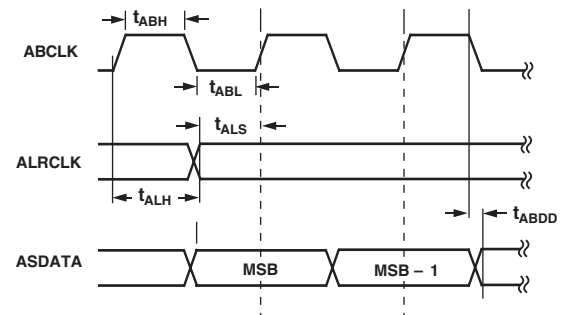 tABH
ABCLK
tABL
tALS
ALRCLK
tALH
tABDD
ASDATA
MSB
MSB – 1